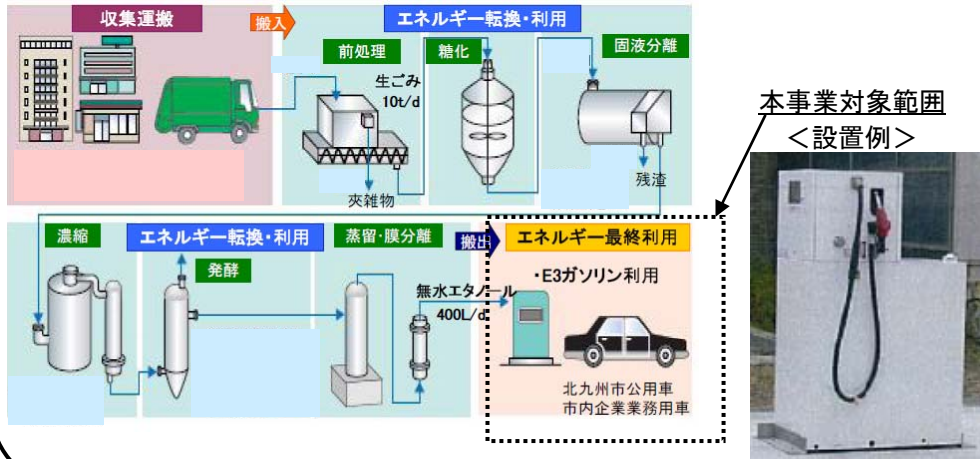 収集運搬
搬入
エネルギー転換・利用
前処理
糖化
固液分離
生ごみ
10t/d
夾雑物
残渣
本事業対象範囲
＜設置例＞
濃縮
エネルギー転換・利用
発酵
蒸留・膜分離
搬出
エネルギー最終利用
・E3ガソリン利用
無水エタノール
400L/d
北九州市公用車
市内企業業務用車